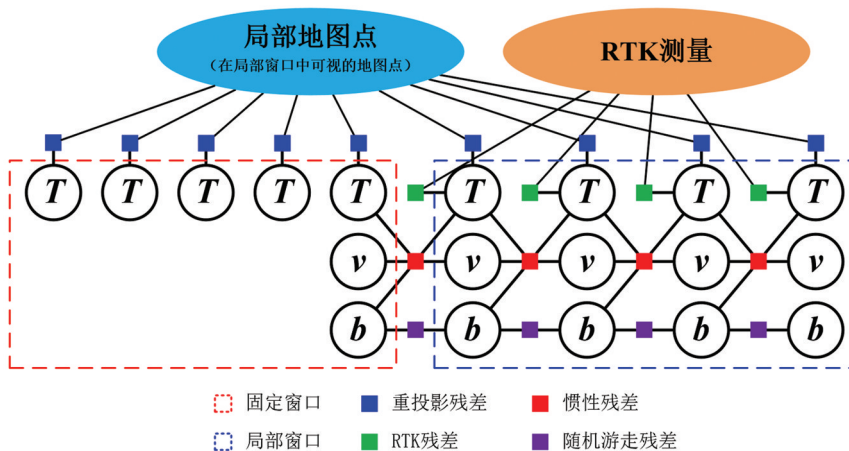 局部地图点
（在局部窗口中可视的地图点）
RTK测量
T T T T T T T T T
v v v v v
b b b b b
固定窗口 重投影残差 惯性残差
局部窗口 RTK残差 随机游走残差